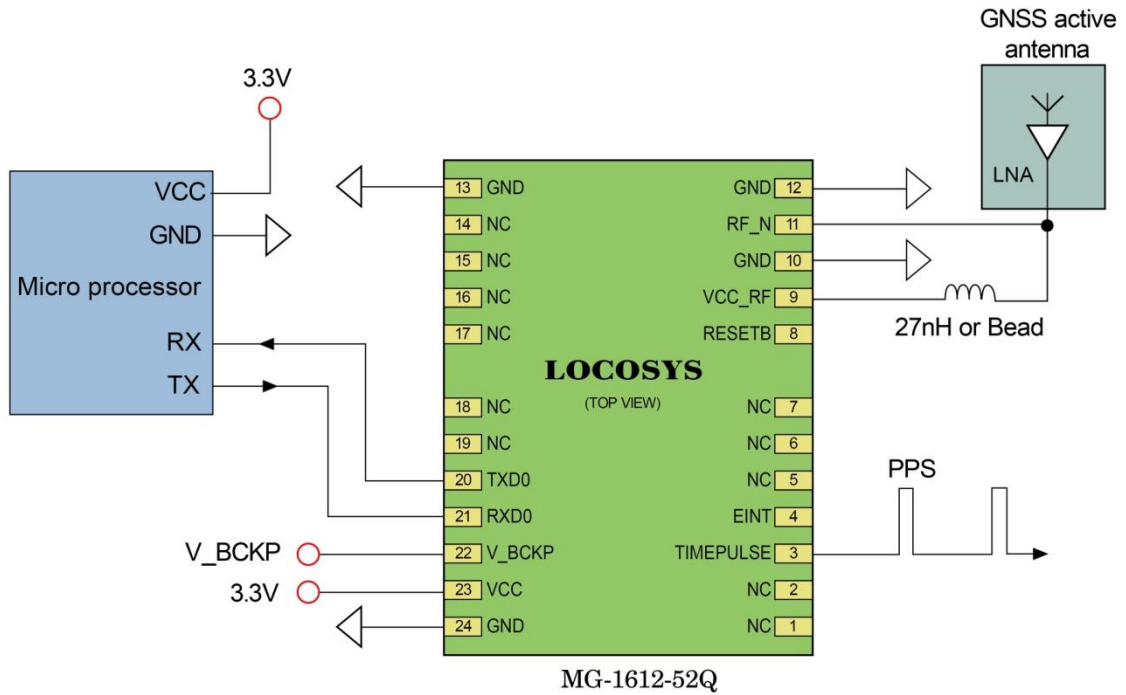 GNSS active
antenna
LNA
3.3V
VCC
GND
Micro processor
RX
TX
13 GND
14 NC
15 NC
16 NC
17 NC
18 NC
19 NC
20 TXD0
21 RXD0
22 V_BCKP
23 VCC
24 GND
V_BCKP
3.3V
LOCOSYS
(TOP VIEW)
GND 12
RF_N 11
GND 10
VCC_RF 9
RESETB 8
NC 7
NC 6
NC 5
EINT 4
TIMEPULSE 3
NC 2
NC 1
27nH or Bead
PPS
MG-1612-52Q